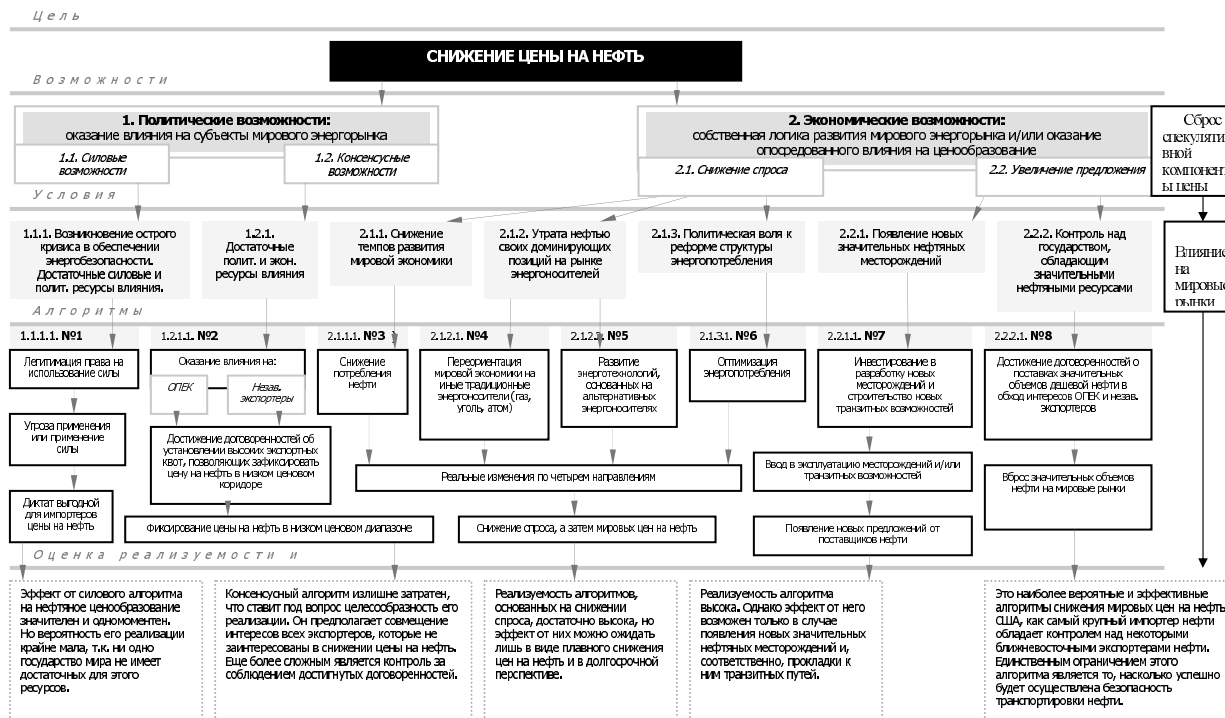 Цель
СНИЖЕНИЕ ЦЕНЫ НА НЕФТЬ
Возможности
1. Политические возможности:
оказание влияния на субъекты мирового энергорынка
1.1. Силовые
возможности
1.2. Консенсусные
возможности
2. Экономические возможности:
собственная логика развития мирового энергорынка и/или оказание
опосредованного влияния на ценообразование
2.1. Снижение спроса
2.2. Увеличение предложения
Сброс
спекуляти
вной
компонент
ы цены
Условия
1.1.1. Возникновение острого
кризиса в обеспечении
энергобезопасности.
Достаточные силовые и
полит. ресурсы влияния.
1.2.1.
Достаточные
полит. и экон.
ресурсы влияния
2.1.1. Снижение
темпов развития
мировой экономики
2.1.2. Утрата нефтью
своих доминирующих
позиций на рынке
энергоносителей
2.1.3. Политическая воля к
реформе структуры
энергопотребления
2.2.1. Появление новых
значительных нефтяных
месторождений
2.2.2. Контроль над
государством,
обладающим
значительными
нефтяными ресурсами
Влияние
на
мировые
рынки
Алгоритмы
1.1.1.1. №1
Легитимация права на
использование силы
Угроза применения
или применение
силы
Диктат выгодной
для импортеров
цены на нефть
1.2.1.1. №2
Оказание влияния на:
ОПЕК
Незав.
экспортеры
Достижение договоренностей об
установлении высоких экспортных
квот, позволяющих зафиксировать
цену на нефть в низком ценовом
коридоре
Фиксирование цены на нефть в низком ценовом диапазоне
2.1.1.1. №3
Снижение
потребления
нефти
2.1.2.1. №4
Переориентация
мировой экономики на
иные традиционные
энергоносители (газ,
уголь, атом)
2.1.2.2. №5
Развитие
энерготехнологий,
основанных на
альтернативных
энергоносителях
2.1.3.1. №6
Оптимизация
энергопотребления
Реальные изменения по четырем направлениям
Снижение спроса, а затем мировых цен на нефть
2.2.1.1. №7
Инвестирование в
разработку новых
месторождений и
строительство новых
транзитных возможностей
Ввод в эксплуатацию месторождений и/или
транзитных возможностей
Появление новых предложений от
поставщиков нефти
2.2.2.1. №8
Достижение договоренностей о
поставках значительных
объемов дешевой нефти в
обход интересов ОПЕК и незав.
экспортеров
Вброс значительных объемов
нефти на мировые рынки
Оценка реализуемости и
Эффект от силового алгоритма
на нефтяное ценообразование
значителен и одномоментен.
Но вероятность его реализации
крайне мала, т.к. ни одно
государство мира не имеет
достаточных для этого
ресурсов.
Консенсусный алгоритм излишне затратен,
что ставит под вопрос целесообразность его
реализации. Он предполагает совмещение
интересов всех экспортеров, которые не
заинтересованы в снижении цены на нефть.
Еще более сложным является контроль за
соблюдением достигнутых договоренностей.
Реализуемость алгоритмов,
основанных на снижении
спроса, достаточно высока, но
эффект от них можно ожидать
лишь в виде плавного снижения
цен на нефть и в долгосрочной
перспективе.
Реализуемость алгоритма
высока. Однако эффект от него
возможен только в случае
появления новых значительных
нефтяных месторождений и,
соответственно, прокладки к
ним транзитных путей.
Это наиболее вероятные и эффективные
алгоритмы снижения мировых цен на нефть
США, как самый крупный импортер нефти
обладает контролем над некоторыми
ближневосточными экспортерами нефти.
Единственным ограничением этого
алгоритма является то, насколько успешно
будет осуществлена безопасность
транспортировки нефти.